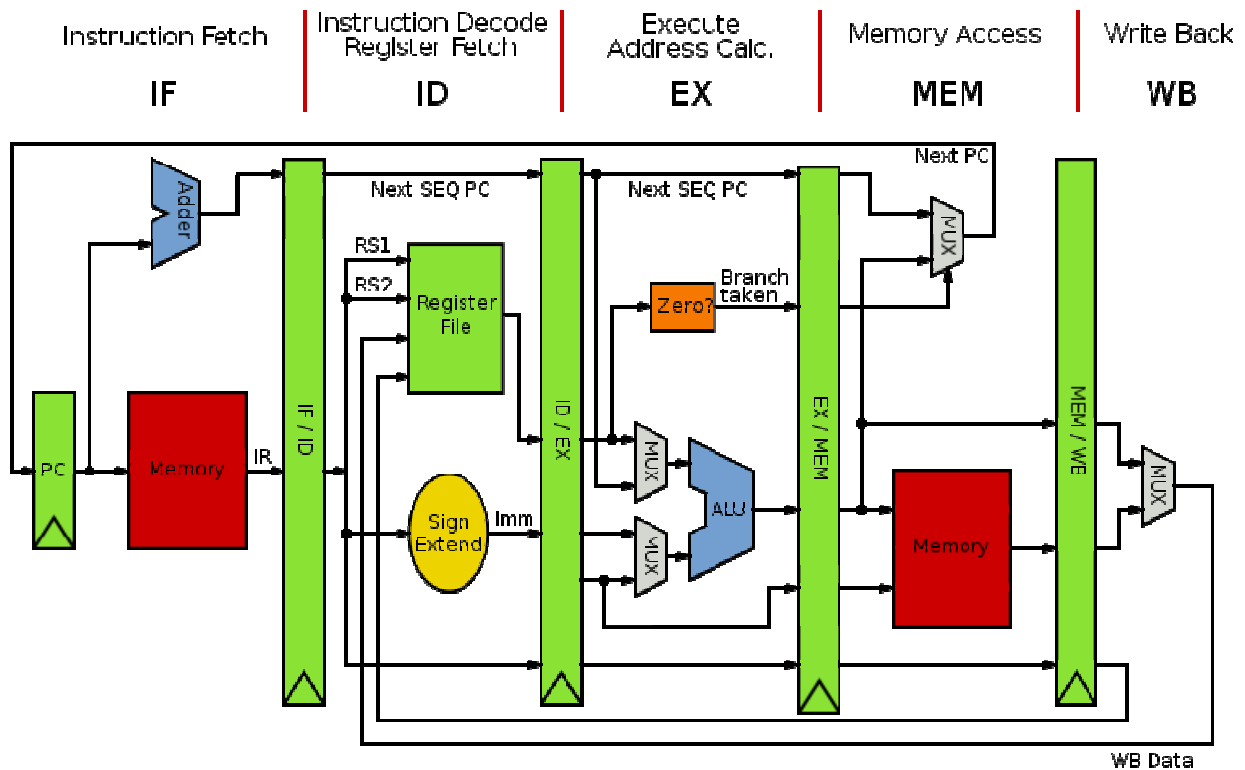 Instruction Fetch
IF
Instruction Decode
Register Fetch
ID
Execute
Address Calc.
EX
Memory Access
MEM
Write Back
WB
Adder
PC
Memory
IR
IF / ID
Next SEQ PC
RS1
RS2
Register
File
Sign
Extend
Imm
ID / EX
Next SEQ PC
Zero?
Branch
taken
MUX
MUX
ALU
EX / MEM
Next PC
MUX
Memory
MEM / WB
MUX
WB Data